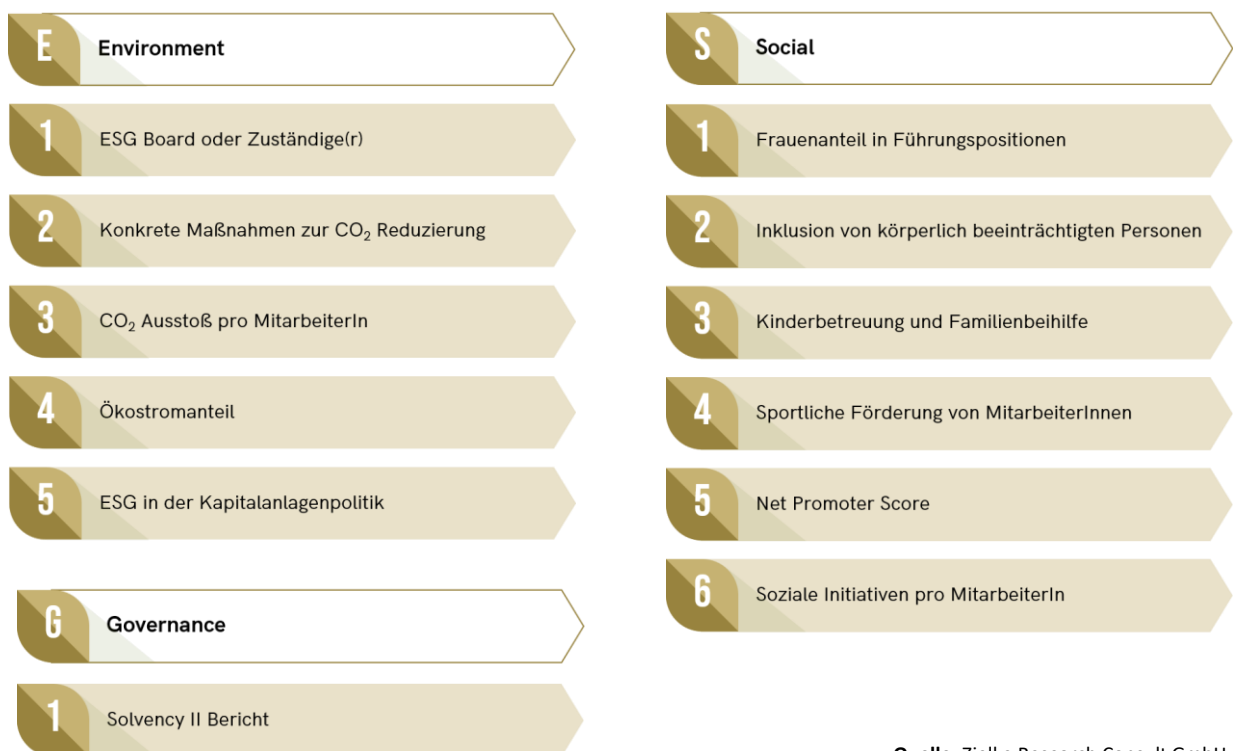 E
Environment
1
ESG Board oder Zuständige(r)
2
Konkrete Maßnahmen zur CO₂ Reduzierung
3
CO₂ Ausstoß pro MitarbeiterIn
4
Ökostromanteil
5
ESG in der Kapitalanlagenpolitik
G
Governance
1
Solvency II Bericht
S
Social
1
Frauenanteil in Führungspositionen
2
Inklusion von körperlich beeinträchtigten Personen
3
Kinderbetreuung und Familienbeihilfe
4
Sportliche Förderung von MitarbeiterInnen
5
Net Promoter Score
6
Soziale Initiativen pro MitarbeiterIn